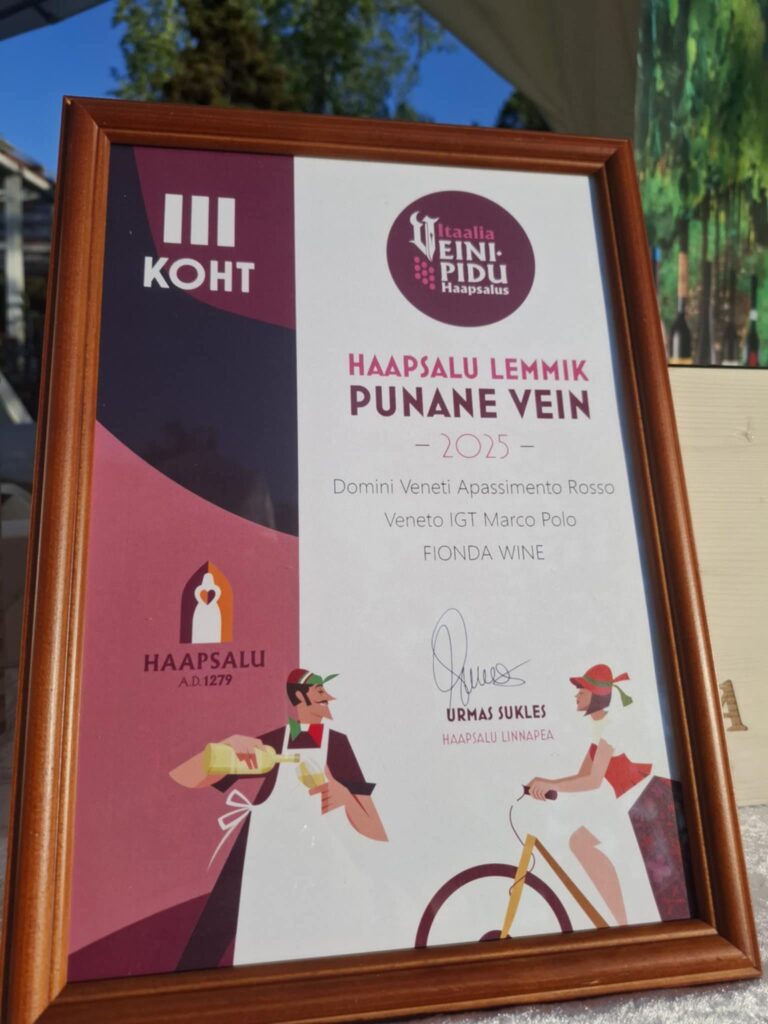 III
KOHT
Itaalia
VEINI-
PIDU
Haapsalus
HAAPSALU LEMMIK
PUNANE VEIN
– 2025 –
Domini Veneti Apassimento Rosso
Veneto IGT Marco Polo
FIONDA WINE
HAAPSALU
A.D. 1279
URMAS SUKLES
HAAPSALU LINNAPEA
A